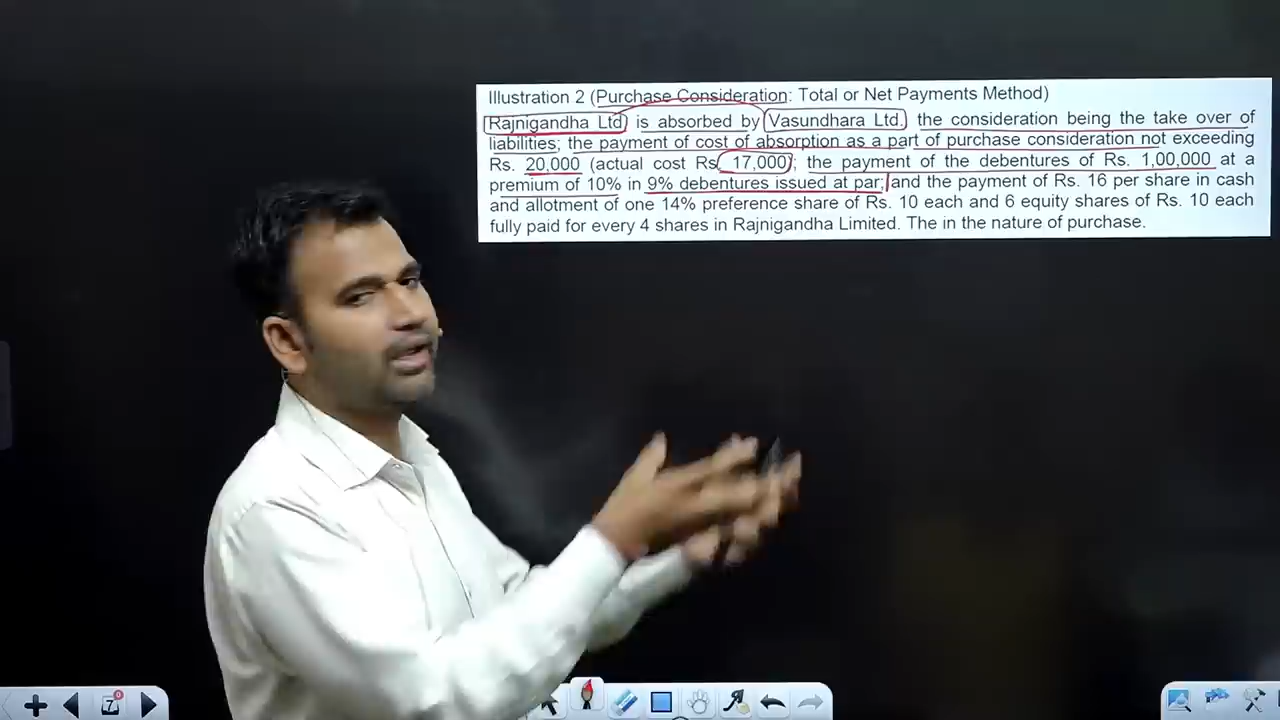 Illustration 2 (Purchase Consideration: Total or Net Payments Method)
Rajnigandha Ltd is absorbed by Vasundhara Ltd. the consideration being the take over of
liabilities; the payment of cost of absorption as a part of purchase consideration not exceeding
Rs. 20,000 (actual cost Rs. 17,000); the payment of the debentures of Rs. 1,00,000 at a
premium of 10% in 9% debentures issued at par; and the payment of Rs. 16 per share in cash
and allotment of one 14% preference share of Rs. 10 each and 6 equity shares of Rs. 10 each
fully paid for every 4 shares in Rajnigandha Limited. The in the nature of purchase.
7
0